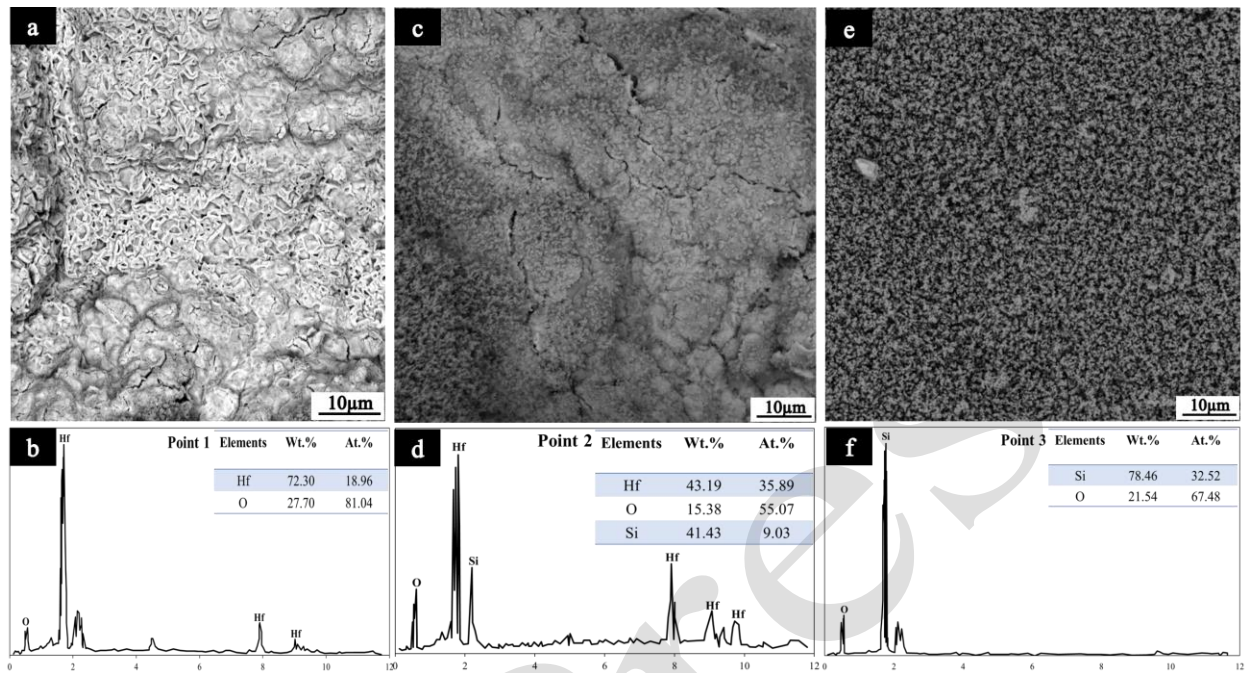 a
c
e
10μm
10μm
10μm
b
Hf
Point 1
Elements Wt.% At.%
Hf 72.30 18.96
O 27.70 81.04
O
Hf
Hf
0 2 4 6 8 10 12
d
Hf
Point 2
Elements Wt.% At.%
Hf 43.19 35.89
O 15.38 55.07
Si 41.43 9.03
O
Si
Hf
Hf
Hf
0 2 4 6 8 10 12
f
Si
Point 3
Elements Wt.% At.%
Si 78.46 32.52
O 21.54 67.48
O
0 2 4 6 8 10 12